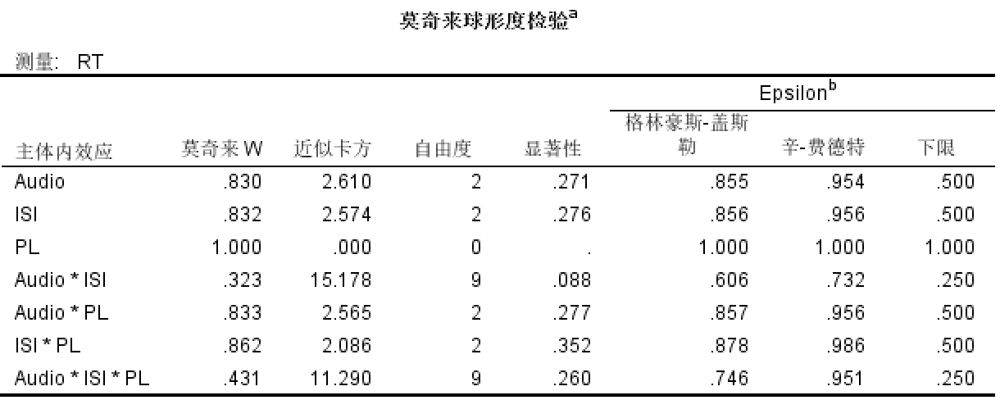 莫奇来球形度检验a
测量: RT
Epsilonb
主体内效应 莫奇来 W 近似卡方 自由度 显著性 格林豪斯-盖斯勒 辛-费德特 下限
Audio .830 2.610 2 .271 .855 .954 .500
ISI .832 2.574 2 .276 .856 .956 .500
PL 1.000 .000 0 . 1.000 1.000 1.000
Audio * ISI .323 15.178 9 .088 .606 .732 .250
Audio * PL .833 2.565 2 .277 .857 .956 .500
ISI * PL .862 2.086 2 .352 .878 .986 .500
Audio * ISI * PL .431 11.290 9 .260 .746 .951 .250